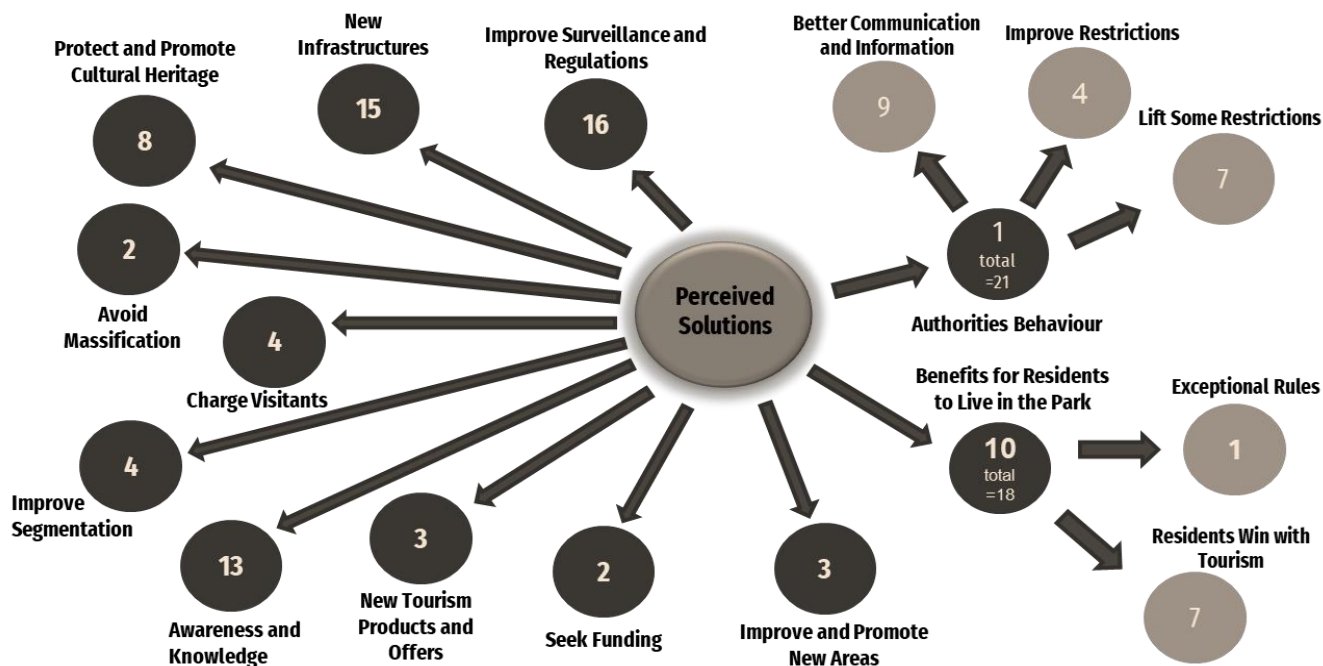 Protect and Promote
Cultural Heritage
8
New
Infrastructures
15
Improve Surveillance and
Regulations
16
Better Communication
and Information
9
Improve Restrictions
4
Lift Some Restrictions
7
2
Avoid
Massification
4
Charge Visitants
Perceived
Solutions
1
total
=21
Authorities Behaviour
Benefits for Residents
to Live in the Park
10
total
=18
Exceptional Rules
1
Residents Win with
Tourism
7
4
Improve
Segmentation
13
Awareness and
Knowledge
3
New Tourism
Products and
Offers
2
Seek Funding
3
Improve and Promote
New Areas